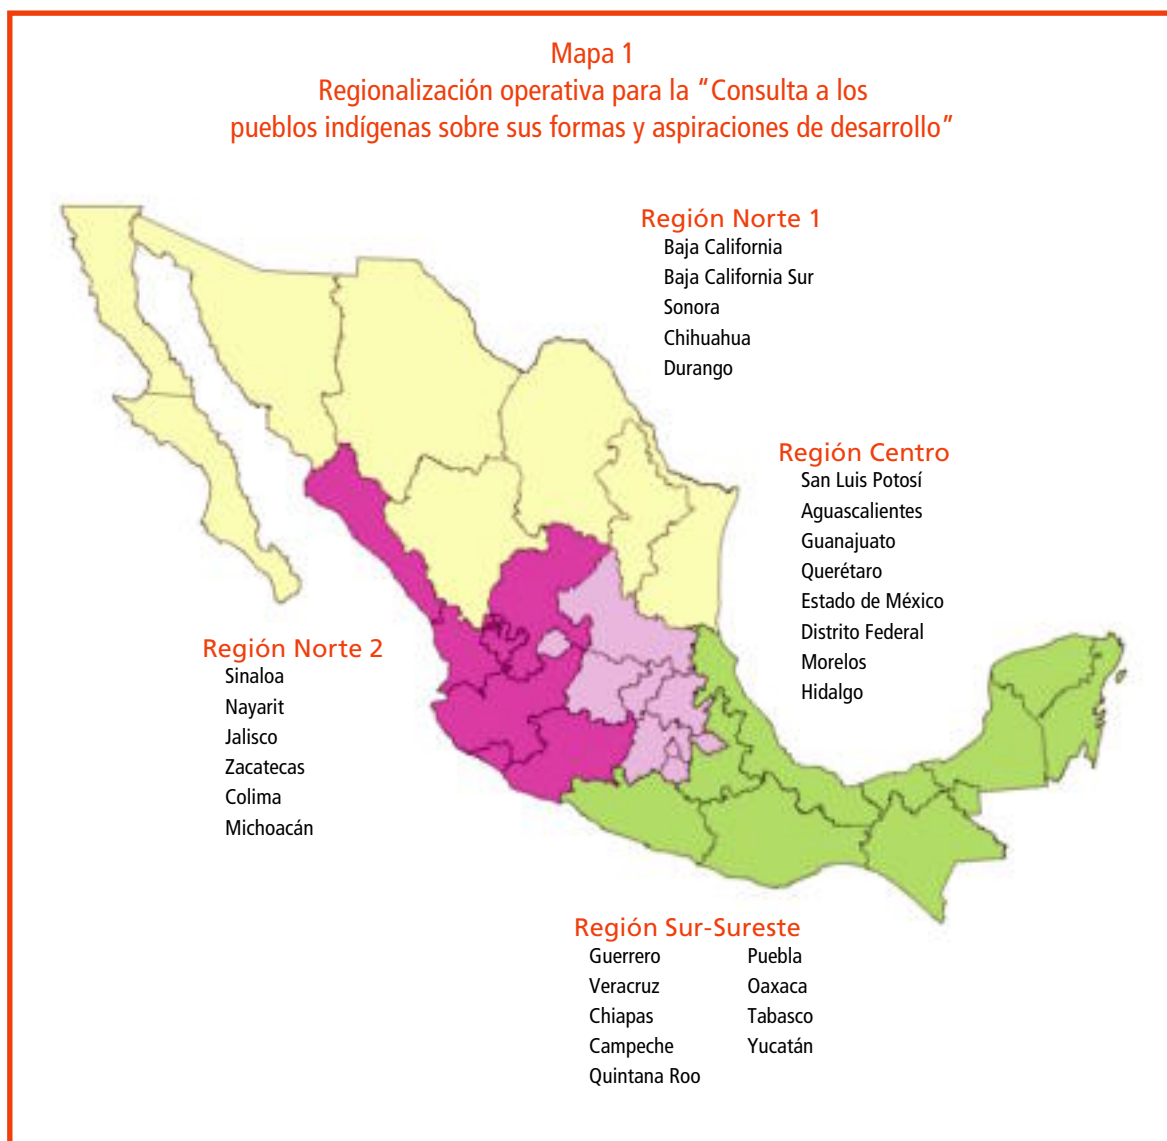 Mapa 1
Regionalización operativa para la "Consulta a los
pueblos indígenas sobre sus formas y aspiraciones de desarrollo"
Región Norte 1
Baja California
Baja California Sur
Sonora
Chihuahua
Durango
Región Centro
San Luis Potosí
Aguascalientes
Guanajuato
Querétaro
Estado de México
Distrito Federal
Morelos
Hidalgo
Región Norte 2
Sinaloa
Nayarit
Jalisco
Zacatecas
Colima
Michoacán
Región Sur-Sureste
Guerrero
Veracruz
Chiapas
Campeche
Quintana Roo
Puebla
Oaxaca
Tabasco
Yucatán